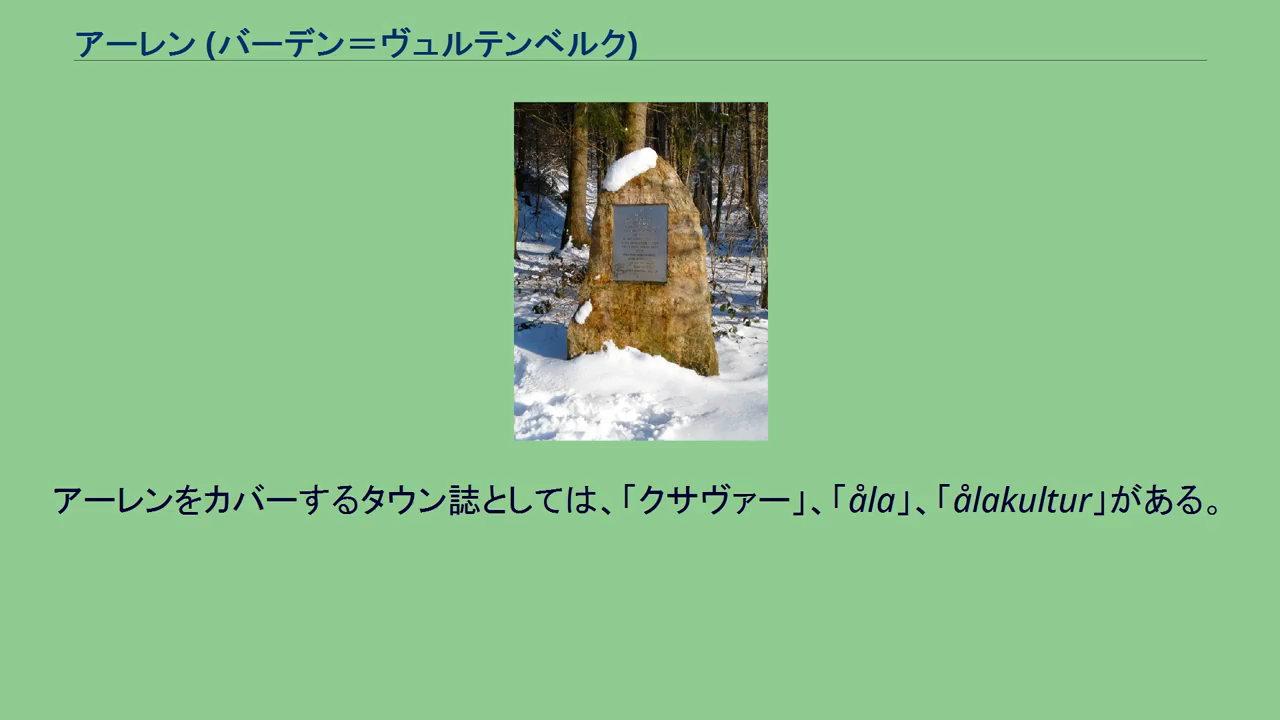 アーレン (バーデン＝ヴュルテンベルク)
アーレンをカバーするタウン誌としては、「クサヴァー」、「åla」、「ålakultur」がある。